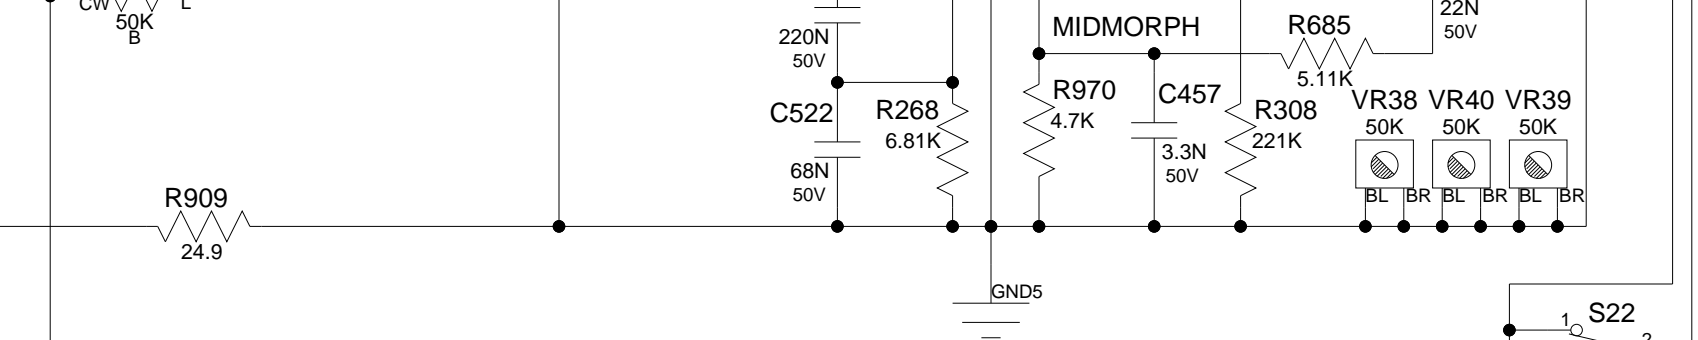 CW
L
50K
B
220N
50V
MIDMORPH
R685
5.11K
22N
50V
C522
68N
50V
R268
6.81K
R970
4.7K
C457
3.3N
50V
R308
221K
VR38
50K
BL
BR
VR40
50K
BL
BR
VR39
50K
BL
BR
R909
24.9
GND5
1
S22
2